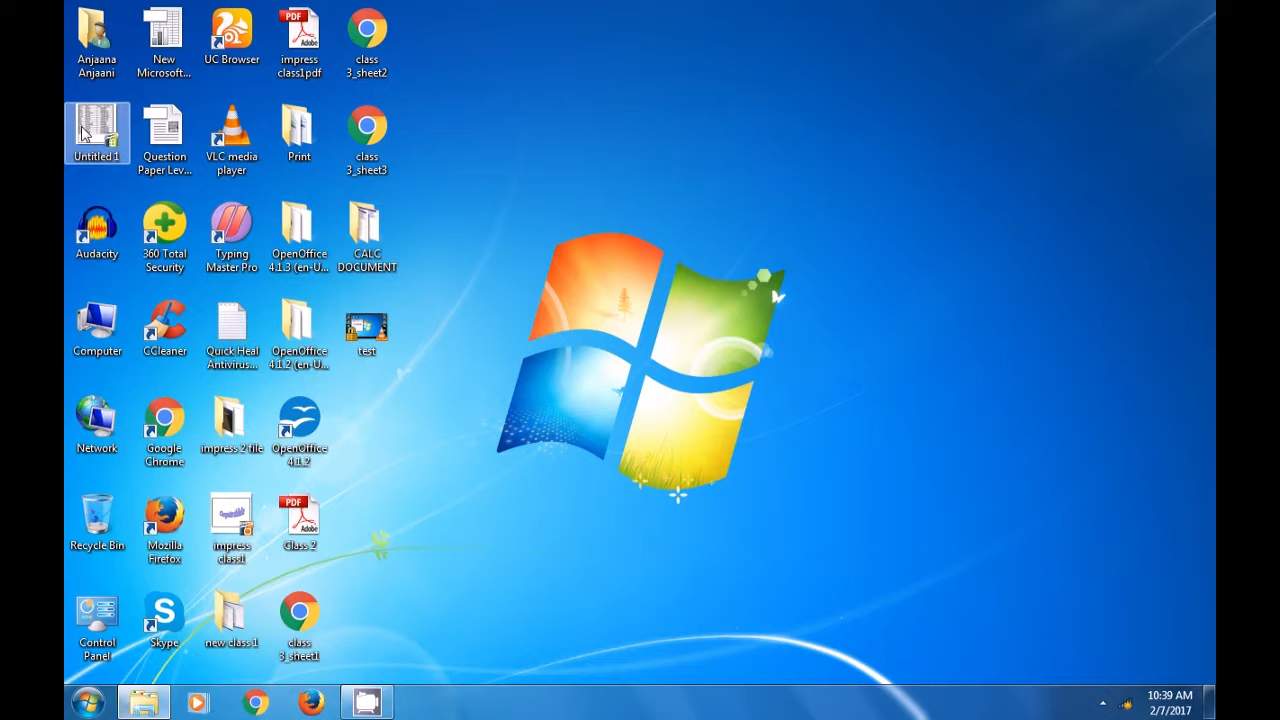 Anjaana
Anjaani
New
Microsoft...
UC Browser
PDF
Adobe
impress
class1pdf
class
3_sheet2
Untitled 1
Question
Paper Lev...
VLC media
player
Print
class
3_sheet3
Audacity
360 Total
Security
Typing
Master Pro
OpenOffice
4.1.3 (en-U...
CALC
DOCUMENT
Computer
CCleaner
Quick Heal
Antivirus...
OpenOffice
4.1.2 (en-U...
test
Network
Google
Chrome
impress 2 file
OpenOffice
4.1.2
Recycle Bin
Mozilla
Firefox
impress
class1
PDF
Adobe
Class 2
Control
Panel
Skype
new class 1
class
3_sheet1
10:39 AM
2/7/2017